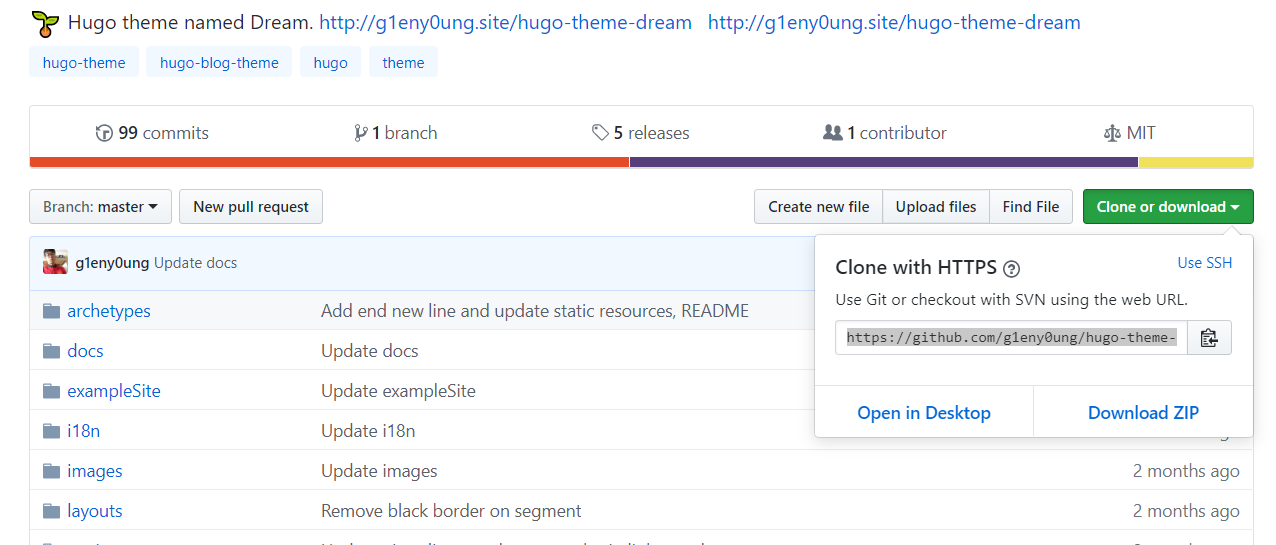 Hugo theme named Dream. http://g1eny0ung.site/hugo-theme-dream http://g1eny0ung.site/hugo-theme-dream
hugo-theme hugo-blog-theme hugo theme
99 commits 1 branch 5 releases 1 contributor MIT
Branch: master New pull request Create new file Upload files Find File Clone or download
g1eny0ung Update docs
Clone with HTTPS Use SSH
Use Git or checkout with SVN using the web URL.
https://github.com/g1eny0ung/hugo-theme-
Open in Desktop Download ZIP
archetypes Add end new line and update static resources, README
docs Update docs
exampleSite Update exampleSite
i18n Update i18n
images Update images 2 months ago
layouts Remove black border on segment 2 months ago